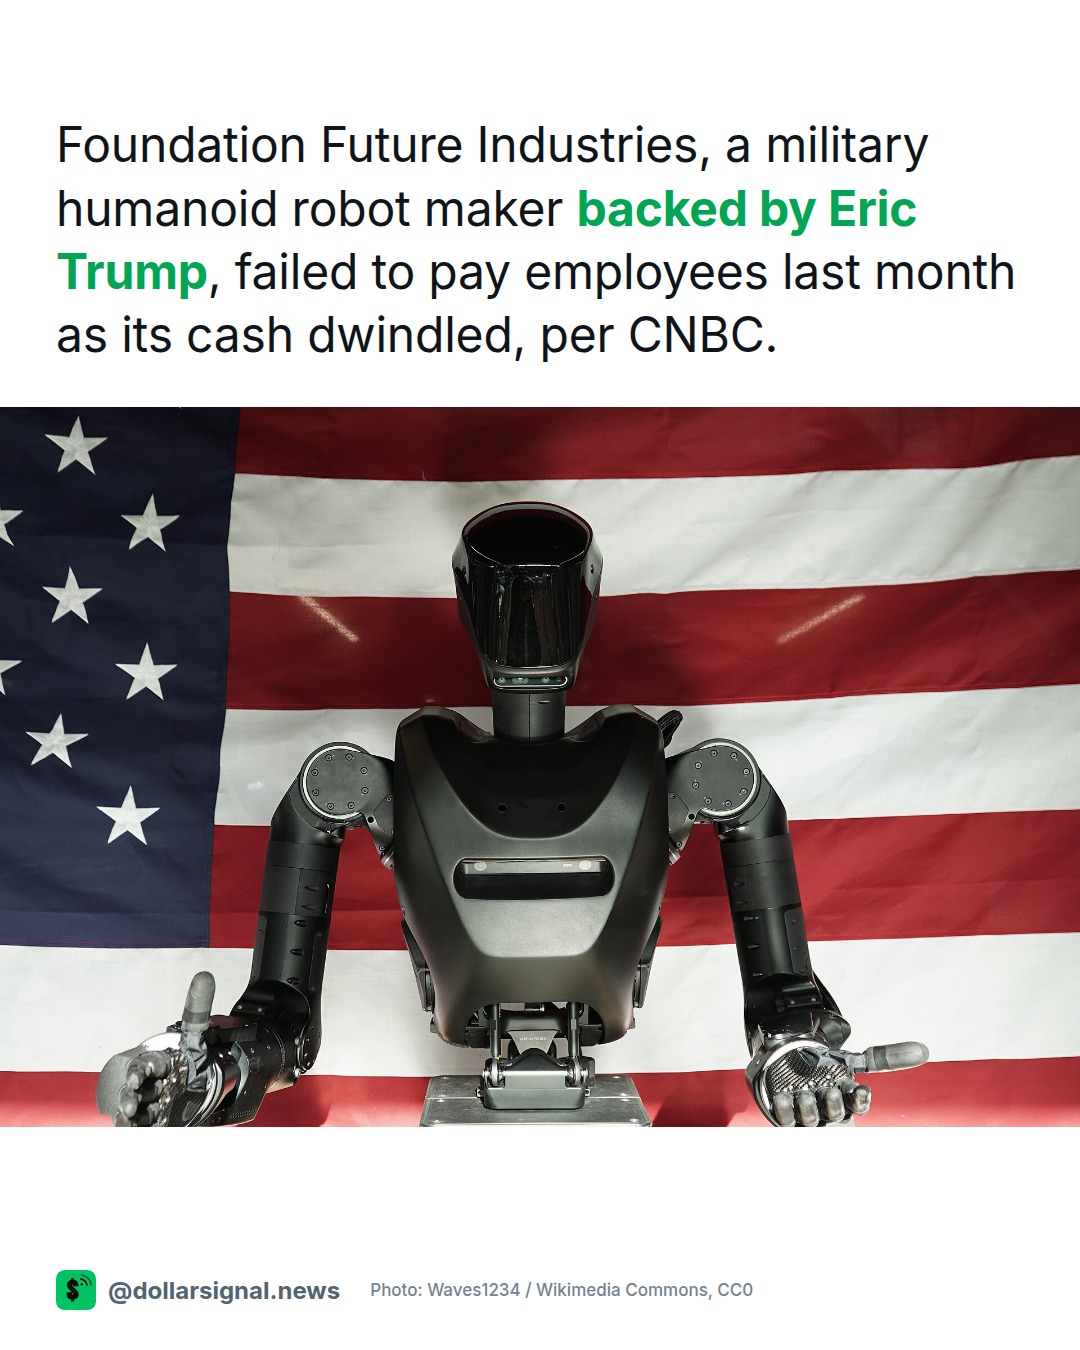 Foundation Future Industries, a military
humanoid robot maker backed by Eric
Trump, failed to pay employees last month
as its cash dwindled, per CNBC.
$ @dollarsignal.news Photo: Waves1234 / Wikimedia Commons, CC0